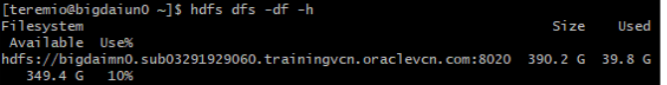 [teremio@bigdaiun0 ~]$ hdfs dfs -df -h
Filesystem Size Used
Available Use%
hdfs://bigdaimn0.sub03291929060.trainingvcn.oraclevcn.com:8020 390.2 G 39.8 G
349.4 G 10%